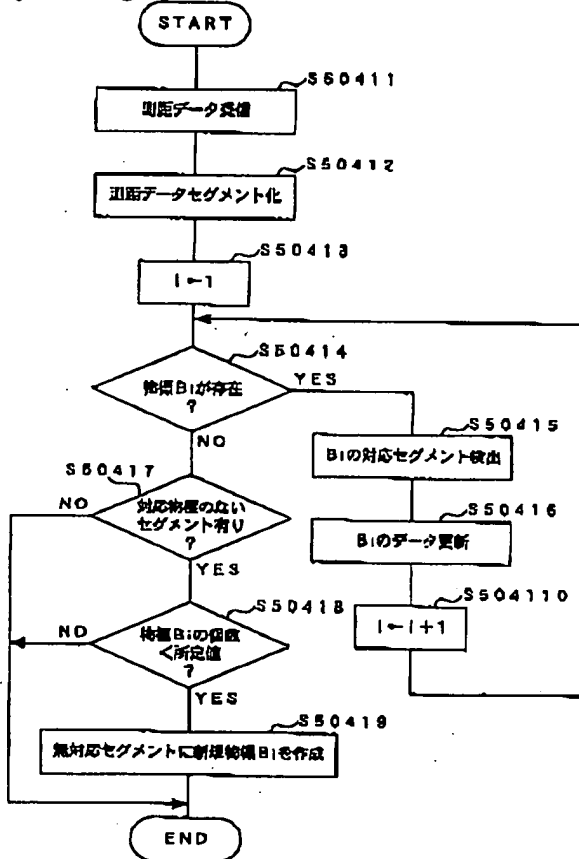 START
S50411
測距データ受信
S50412
測距データセグメント化
S50413
i←1
S50414
物標Biが存在
?
YES
NO
S50415
Biの対応セグメント検出
S50416
Biのデータ更新
S504110
i←i+1
S50417
対応物標のない
セグメント有り
?
NO
YES
S50418
物標Biの個数
<所定値
?
NO
YES
S50419
無対応セグメントに新規物標Biを作成
END